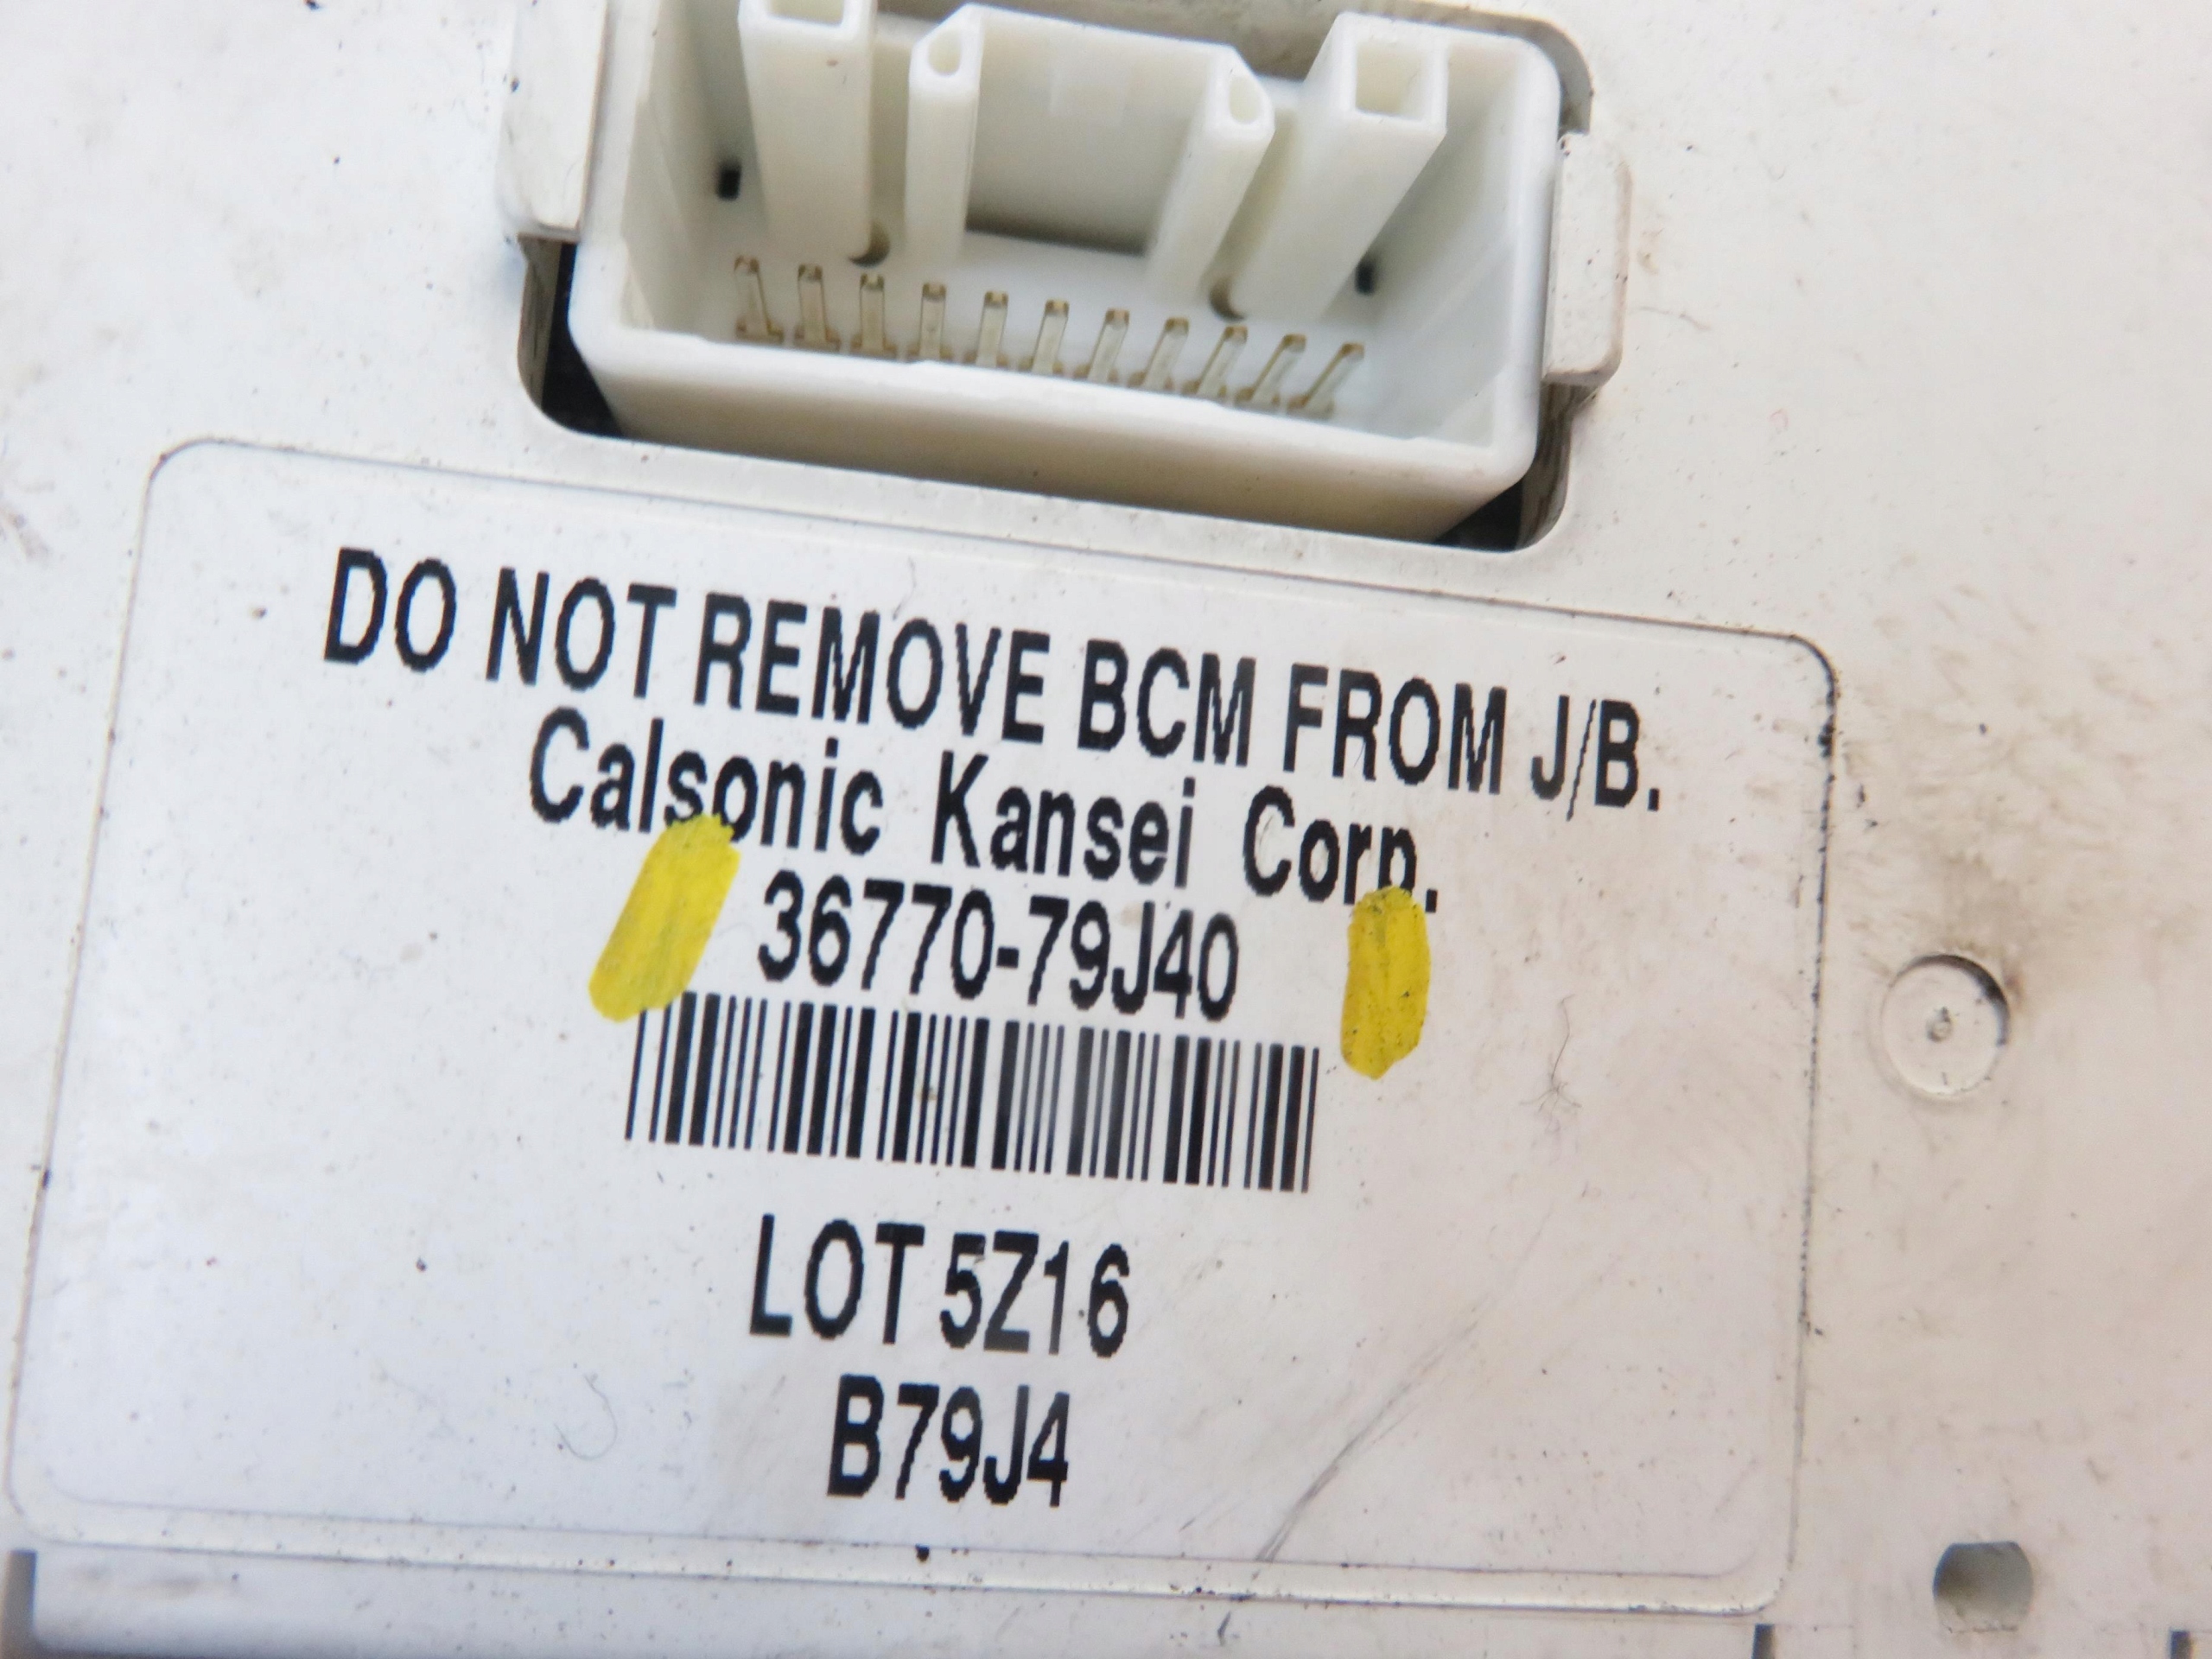 DO NOT REMOVE BCM FROM J/B.
Calsonic Kansei Corp.
36770-79J40
LOT 5Z16
B79J4